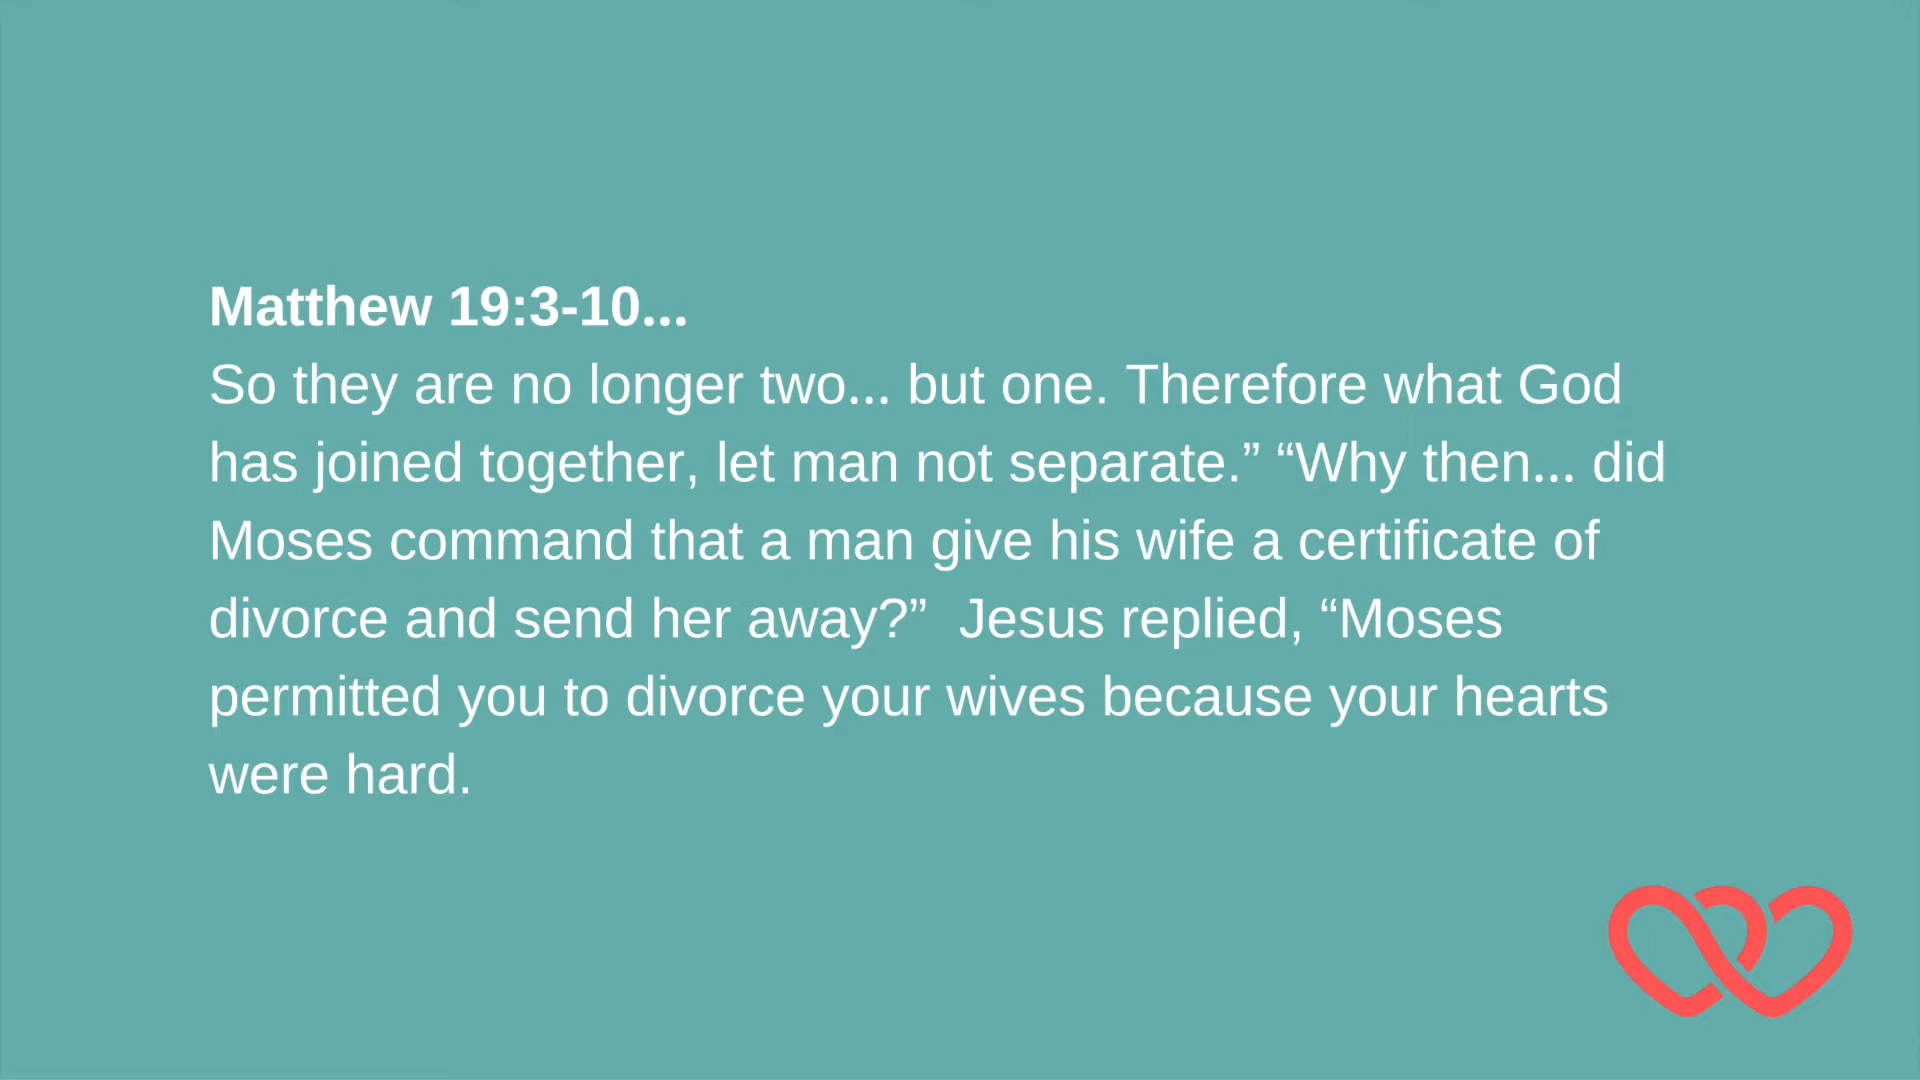 Matthew 19:3-10...
So they are no longer two... but one. Therefore what God
has joined together, let man not separate.” “Why then... did
Moses command that a man give his wife a certificate of
divorce and send her away?”  Jesus replied, “Moses
permitted you to divorce your wives because your hearts
were hard.